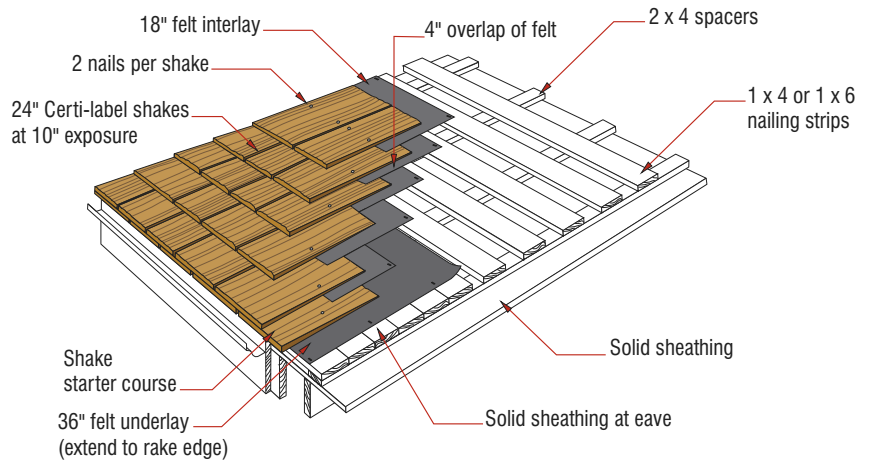 18" felt interlay
4" overlap of felt
2 x 4 spacers
2 nails per shake
24" Certi-label shakes
at 10" exposure
1 x 4 or 1 x 6
nailing strips
Solid sheathing
Shake
starter course
36" felt underlay
(extend to rake edge)
Solid sheathing at eave